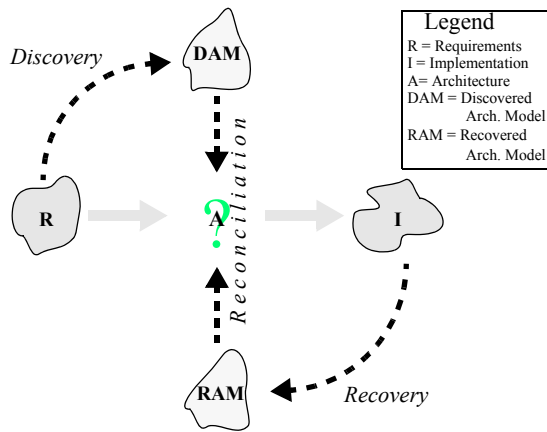 Discovery
DAM
Legend
R = Requirements
I = Implementation
A= Architecture
DAM = Discovered
Arch. Model
RAM = Recovered
Arch. Model
Reconciliation
R
A
?
I
RAM
Recovery